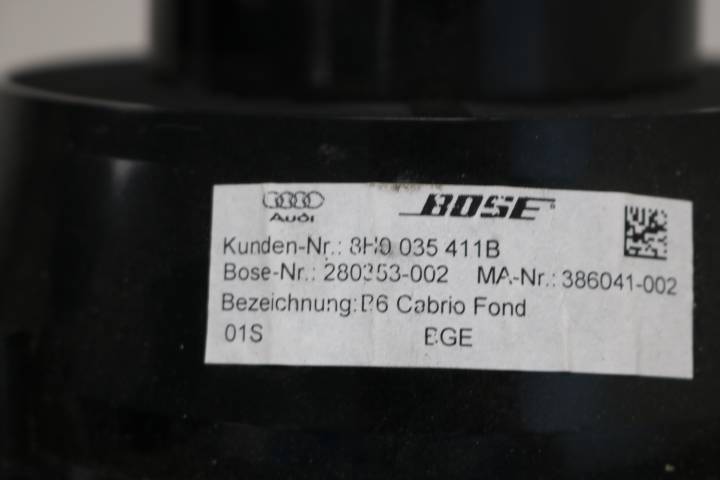 Audi BOSE
Kunden-Nr.: 8H0 035 411B
Bose-Nr.: 280353-002 MA-Nr.: 386041-002
Bezeichnung: B6 Cabrio Fond
01S BGE